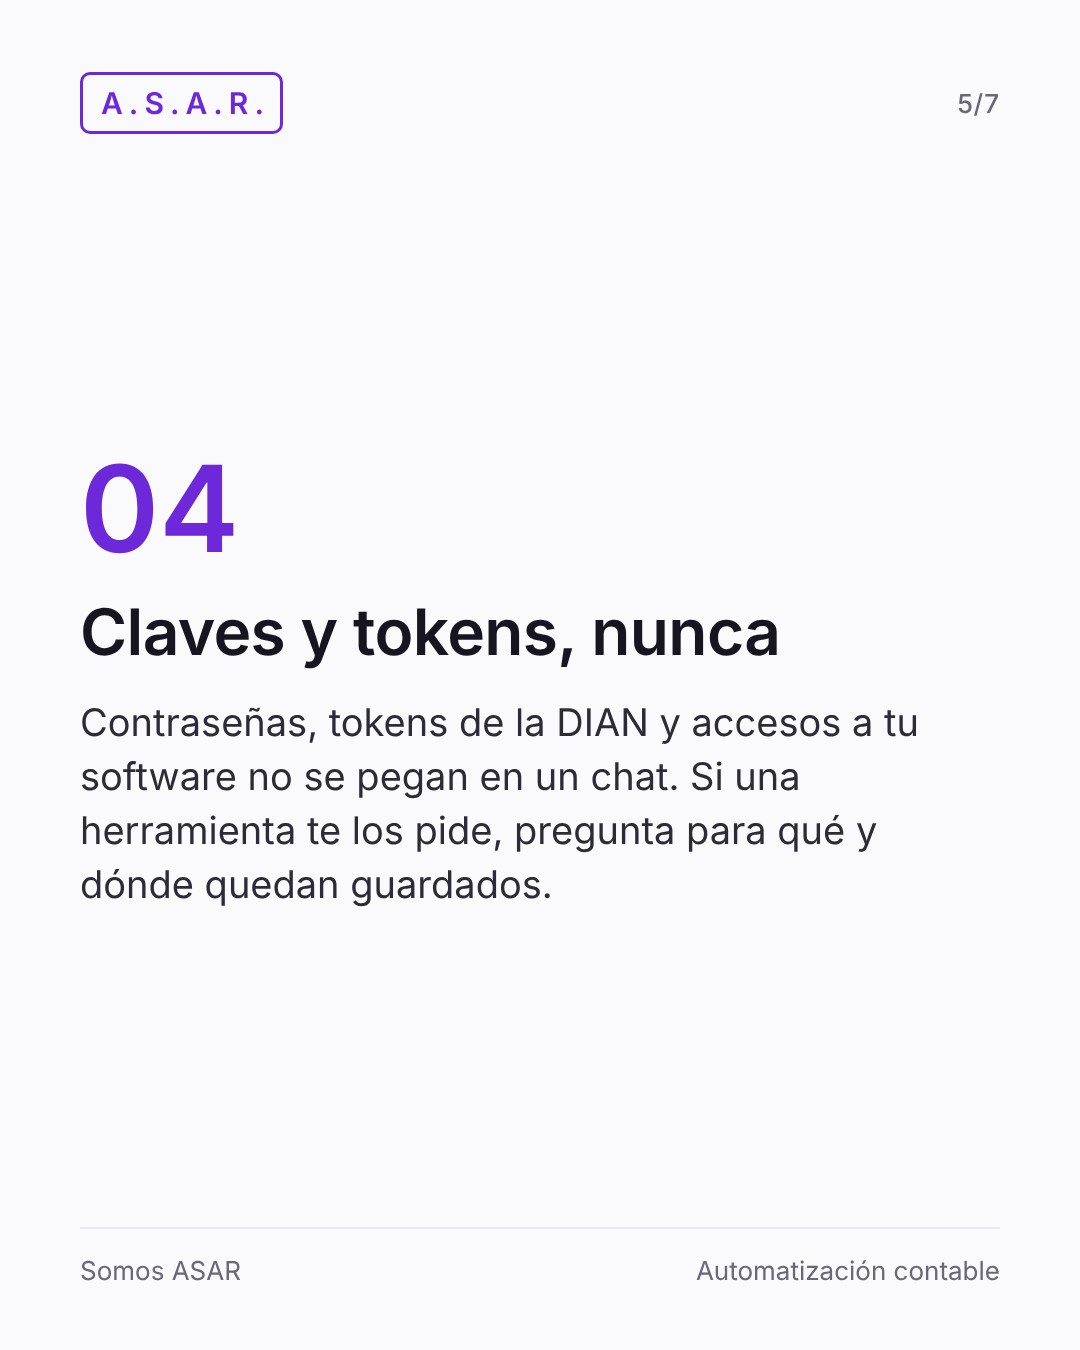 A.S.A.R.
5/7
04
Claves y tokens, nunca
Contraseñas, tokens de la DIAN y accesos a tu
software no se pegan en un chat. Si una
herramienta te los pide, pregunta para qué y
dónde quedan guardados.
Somos ASAR
Automatización contable